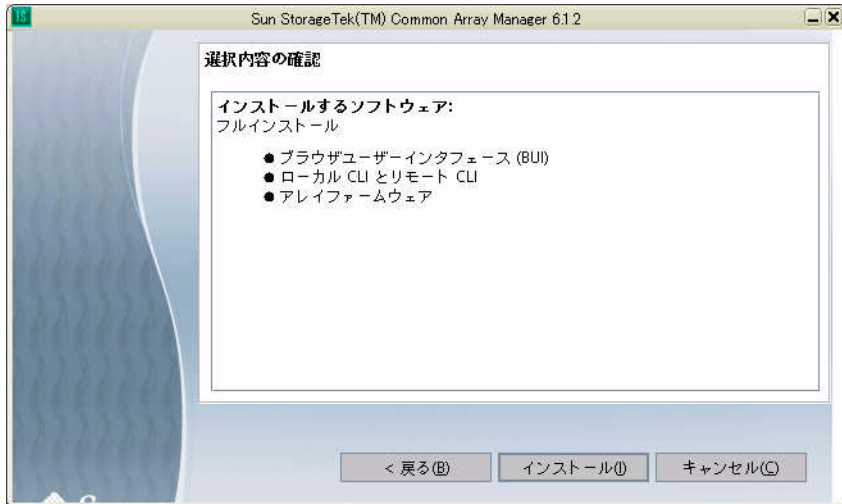 Sun StorageTek(TM) Common Array Manager 6.1.2
選択内容の確認
インストールするソフトウェア:
フルインストール
● ブラウザユーザーインタフェース (BUI)
● ローカル CLI とリモート CLI
● アレイファームウェア
< 戻る(B)
インストール(I)
キャンセル(C)